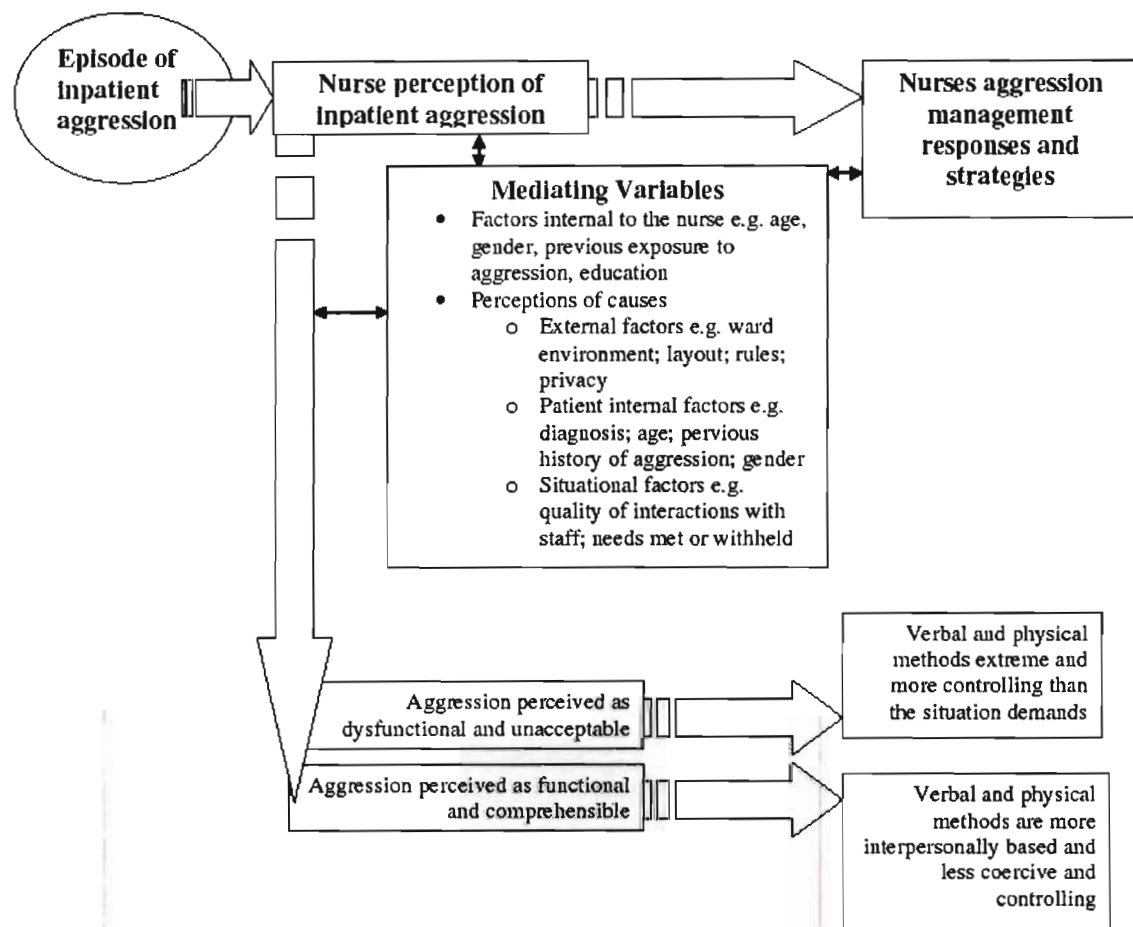 Episode of
inpatient
aggression
Nurse perception of
inpatient aggression
Nurses aggression
management
responses and
strategies
Mediating Variables
• Factors internal to the nurse e.g. age,
gender, previous exposure to
aggression, education
• Perceptions of causes
o External factors e.g. ward
environment; layout; rules;
privacy
o Patient internal factors e.g.
diagnosis; age; pervious
history of aggression; gender
o Situational factors e.g.
quality of interactions with
staff; needs met or withheld
Aggression perceived as
dysfunctional and unacceptable
Verbal and physical
methods extreme and
more controlling than
the situation demands
Aggression perceived as functional
and comprehensible
Verbal and physical
methods are more
interpersonally based and
less coercive and
controlling